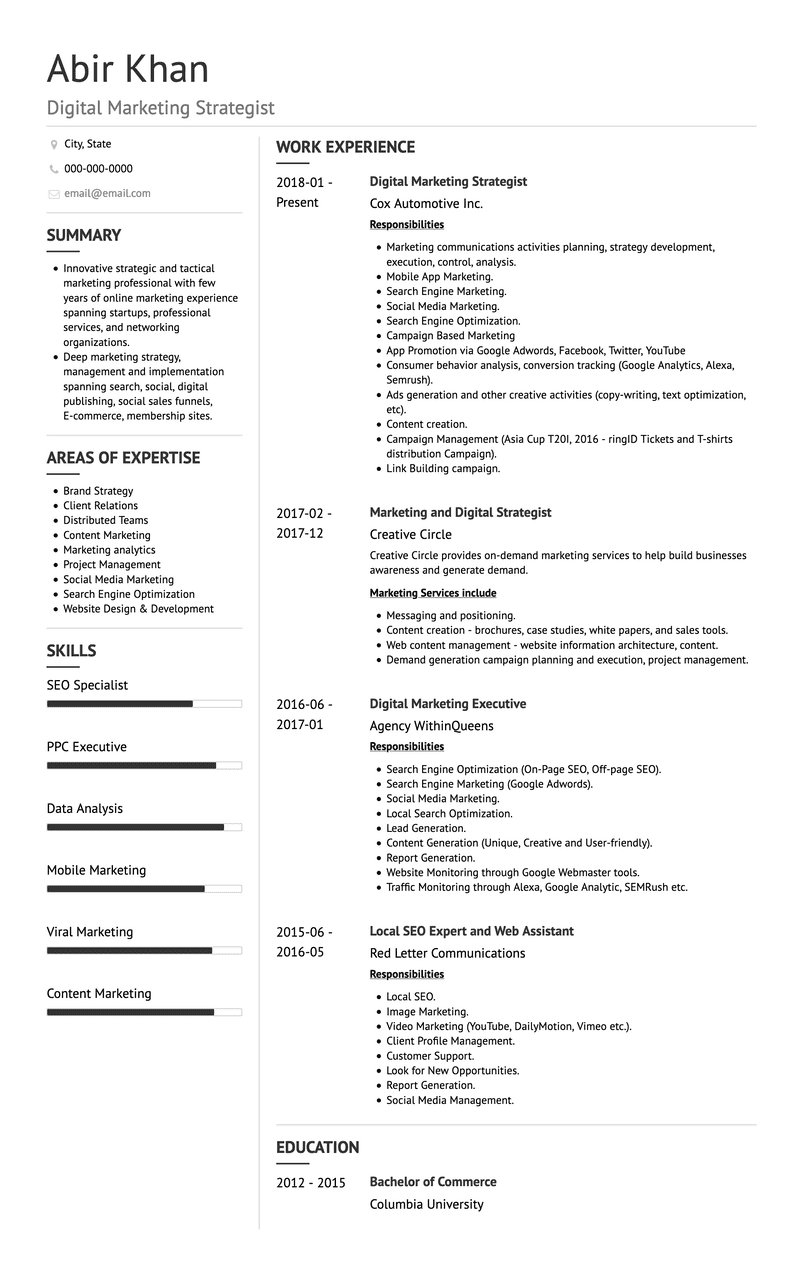 Abir Khan
Digital Marketing Strategist
City, State
000-000-0000
email@email.com
SUMMARY
• Innovative strategic and tactical
marketing professional with few
years of online marketing experience
spanning startups, professional
services, and networking
organizations.
• Deep marketing strategy,
management and implementation
spanning search, social, digital
publishing, social sales funnels,
E-commerce, membership sites.
AREAS OF EXPERTISE
• Brand Strategy
• Client Relations
• Distributed Teams
• Content Marketing
• Marketing analytics
• Project Management
• Social Media Marketing
• Search Engine Optimization
• Website Design & Development
SKILLS
SEO Specialist
PPC Executive
Data Analysis
Mobile Marketing
Viral Marketing
Content Marketing
WORK EXPERIENCE
2018-01 -
Present
Digital Marketing Strategist
Cox Automotive Inc.
Responsibilities
• Marketing communications activities planning, strategy development,
execution, control, analysis.
• Mobile App Marketing.
• Search Engine Marketing.
• Social Media Marketing.
• Search Engine Optimization.
• Campaign Based Marketing
• App Promotion via Google Adwords, Facebook, Twitter, YouTube
• Consumer behavior analysis, conversion tracking (Google Analytics, Alexa,
Semrush).
• Ads generation and other creative activities (copy-writing, text optimization,
etc).
• Content creation.
• Campaign Management (Asia Cup T20I, 2016 - ringID Tickets and T-shirts
distribution Campaign).
• Link Building campaign.
2017-02 -
2017-12
Marketing and Digital Strategist
Creative Circle
Creative Circle provides on-demand marketing services to help build businesses
awareness and generate demand.
Marketing Services include
• Messaging and positioning.
• Content creation - brochures, case studies, white papers, and sales tools.
• Web content management - website information architecture, content.
• Demand generation campaign planning and execution, project management.
2016-06 -
2017-01
Digital Marketing Executive
Agency WithinQueens
Responsibilities
• Search Engine Optimization (On-Page SEO, Off-page SEO).
• Search Engine Marketing (Google Adwords).
• Social Media Marketing.
• Local Search Optimization.
• Lead Generation.
• Content Generation (Unique, Creative and User-friendly).
• Report Generation.
• Website Monitoring through Google Webmaster tools.
• Traffic Monitoring through Alexa, Google Analytic, SEMRush etc.
2015-06 -
2016-05
Local SEO Expert and Web Assistant
Red Letter Communications
Responsibilities
• Local SEO.
• Image Marketing.
• Video Marketing (YouTube, DailyMotion, Vimeo etc.).
• Client Profile Management.
• Customer Support.
• Look for New Opportunities.
• Report Generation.
• Social Media Management.
EDUCATION
2012 - 2015
Bachelor of Commerce
Columbia University